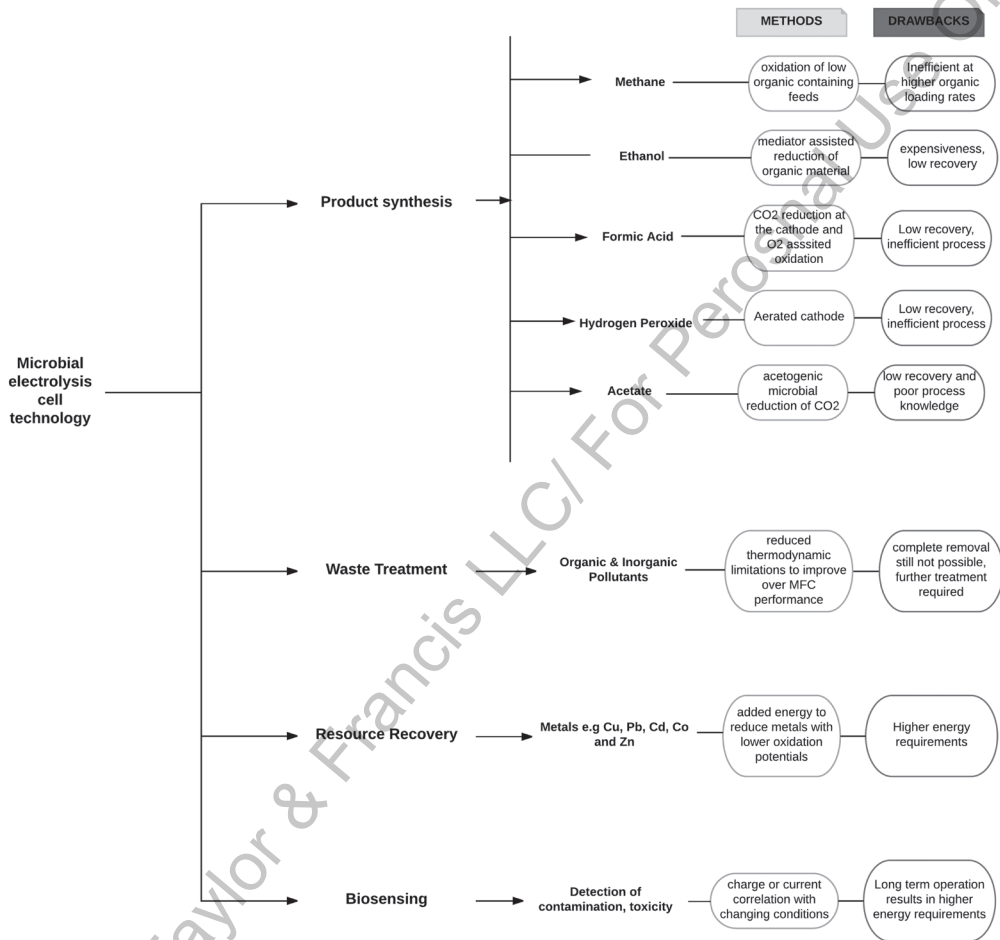 METHODS
DRAWBACKS
Methane
oxidation of low
organic containing
feeds
Inefficient at
higher organic
loading rates
Ethanol
mediator assisted
reduction of
organic material
expensiveness,
low recovery
Product synthesis
Formic Acid
CO2 reduction at
the cathode and
O2 asssited
oxidation
Low recovery,
inefficient process
Hydrogen Peroxide
Aerated cathode
Low recovery,
inefficient process
Microbial
electrolysis
cell
technology
Acetate
acetogenic
microbial
reduction of CO2
low recovery and
poor process
knowledge
Waste Treatment
Organic & Inorganic
Pollutants
reduced
thermodynamic
limitations to improve
over MFC
performance
complete removal
still not possible,
further treatment
required
Resource Recovery
Metals e.g Cu, Pb, Cd, Co
and Zn
added energy to
reduce metals with
lower oxidation
potentials
Higher energy
requirements
Biosensing
Detection of
contamination, toxicity
charge or current
correlation with
changing conditions
Long term operation
results in higher
energy requirements
Taylor & Francis LLC/ For Perosnal Use